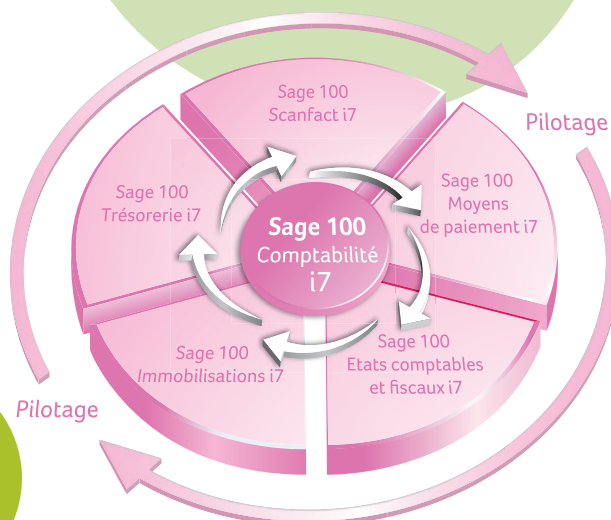 Sage 100
Scanfact i7
Pilotage
Sage 100
Moyens
de paiement i7
Sage 100
Trésorerie i7
Sage 100
Comptabilité
i7
Sage 100
Etats comptables
et fiscaux i7
Sage 100
Immobilisations i7
Pilotage